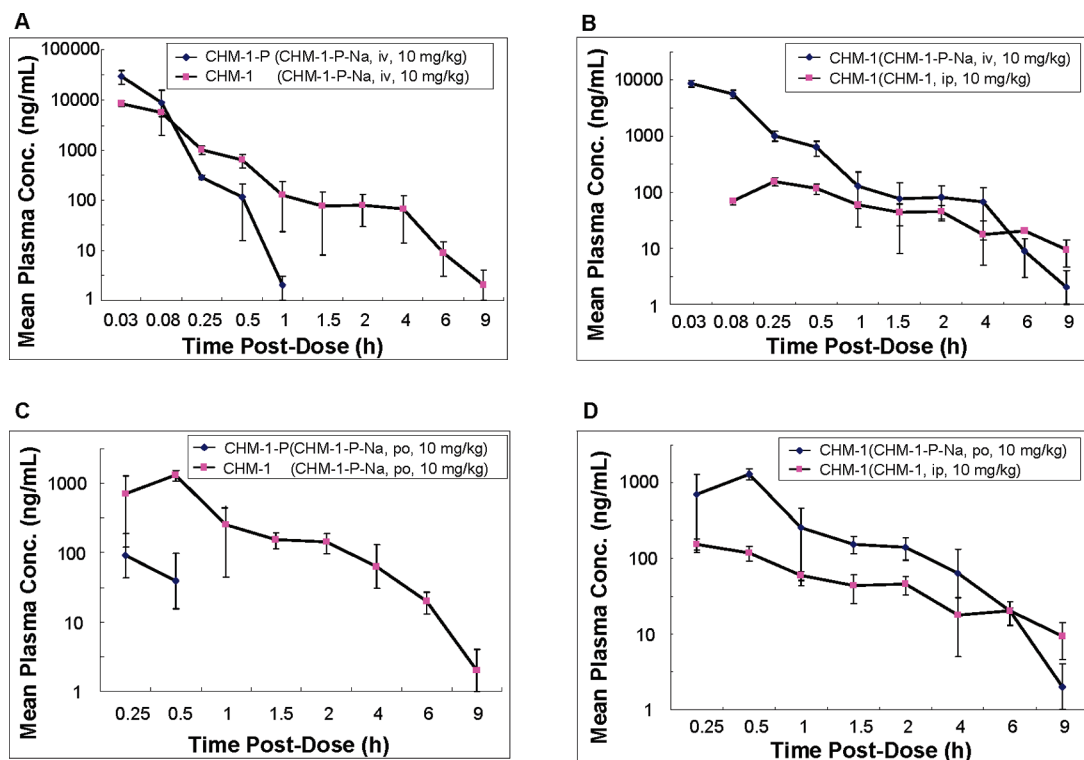 A
Mean Plasma Conc. (ng/mL)
100000
10000
1000
100
10
1
CHM-1-P (CHM-1-P-Na, iv, 10 mg/kg)
CHM-1 (CHM-1-P-Na, iv, 10 mg/kg)
0.03 0.08 0.25 0.5 1 1.5 2 4 6 9
Time Post-Dose (h)
B
Mean Plasma Conc. (ng/mL)
10000
1000
100
10
1
CHM-1(CHM-1-P-Na, iv, 10 mg/kg)
CHM-1(CHM-1, ip, 10 mg/kg)
0.03 0.08 0.25 0.5 1 1.5 2 4 6 9
Time Post-Dose (h)
C
Mean Plasma Conc. (ng/mL)
1000
100
10
1
CHM-1-P(CHM-1-P-Na, po, 10 mg/kg)
CHM-1 (CHM-1-P-Na, po, 10 mg/kg)
0.25 0.5 1 1.5 2 4 6 9
Time Post-Dose (h)
D
Mean Plasma Conc. (ng/mL)
1000
100
10
1
CHM-1(CHM-1-P-Na, po, 10 mg/kg)
CHM-1(CHM-1, ip, 10 mg/kg)
0.25 0.5 1 1.5 2 4 6 9
Time Post-Dose (h)